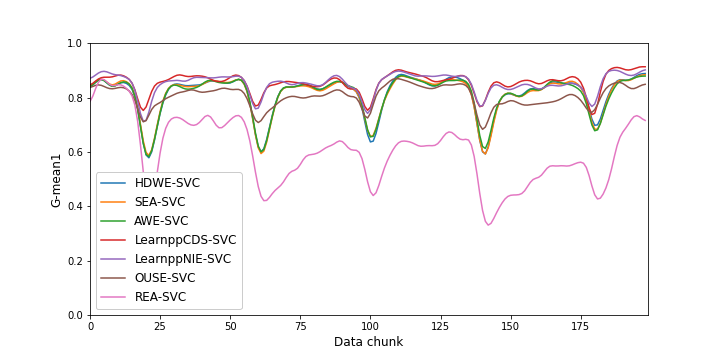 1.0
0.8
0.6
0.4
0.2
0.0
G-mean1
HDWE-SVC
SEA-SVC
AWE-SVC
LearnppCDS-SVC
LearnppNIE-SVC
OUSE-SVC
REA-SVC
0 25 50 75 100 125 150 175
Data chunk